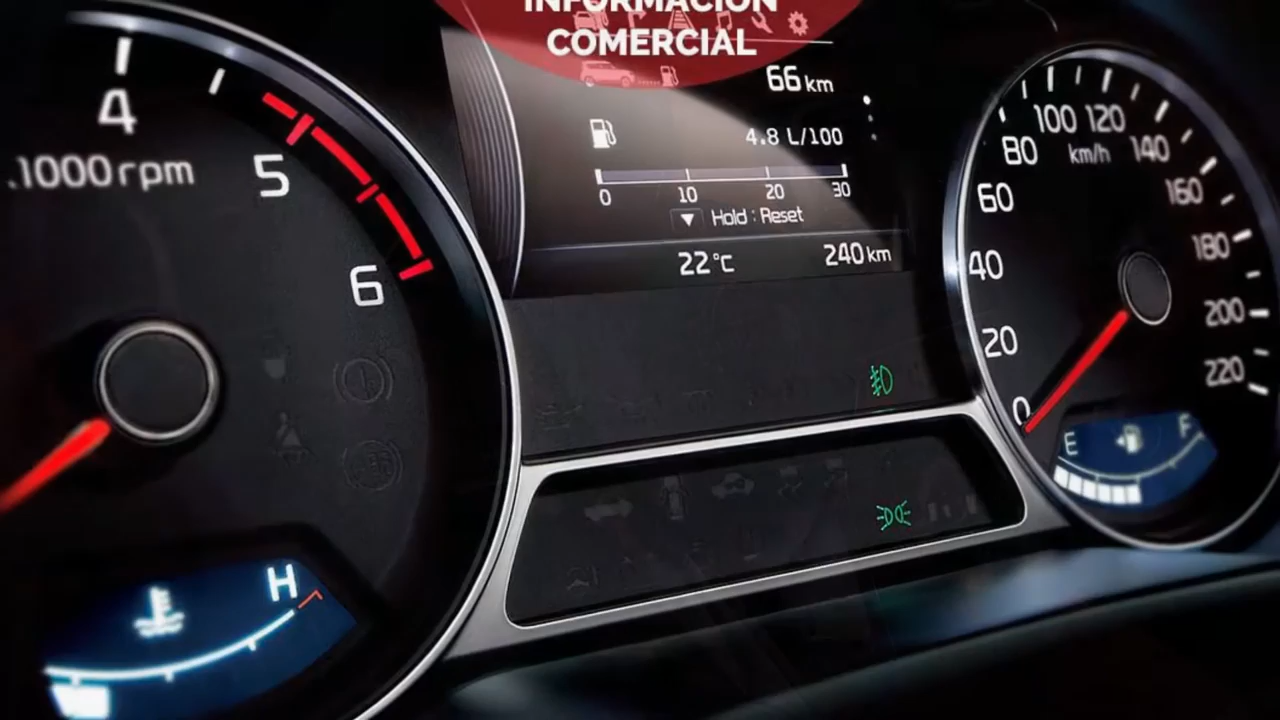 INFORMACIÓN
COMERCIAL
66 km
4.8 L/100
0 10 20 30
Hold : Reset
22°C 240 km
4
5
6
.1000 rpm
H
0
20
40
60
80
100
120
140
160
180
200
220
km/h
E F